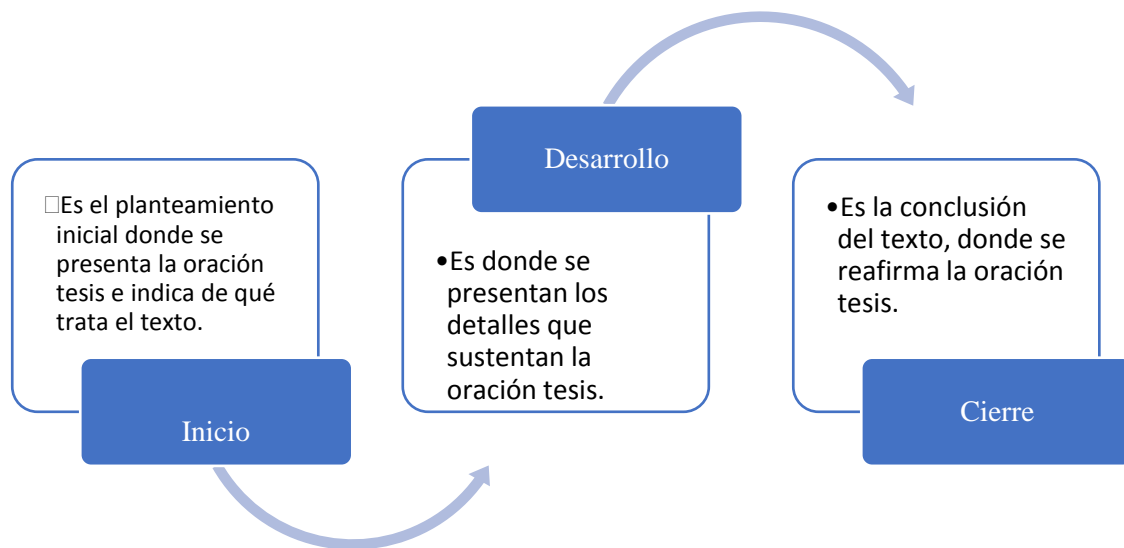 □Es el planteamiento
inicial donde se
presenta la oración
tesis e indica de qué
trata el texto.
Inicio
Desarrollo
•Es donde se
presentan los
detalles que
sustentan la
oración tesis.
•Es la conclusión
del texto, donde se
reafirma la oración
tesis.
Cierre